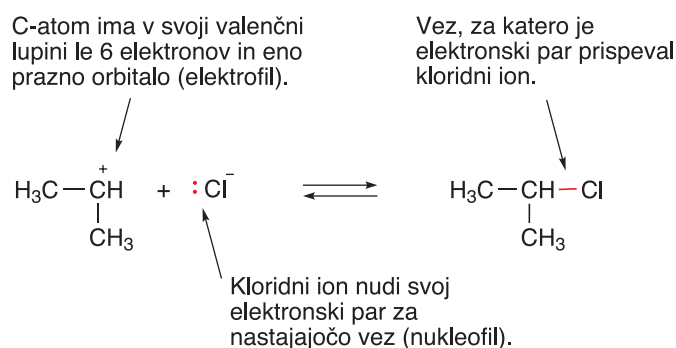 C-atom ima v svoji valenčni
lupini le 6 elektronov in eno
prazno orbitalo (elektrofil).
Vez, za katero je
elektronski par prispeval
kloridni ion.
H₃C—CH⁺ + :Cl⁻ ⇌ H₃C—CH—Cl
CH₃ CH₃
Kloridni ion nudi svoj
elektronski par za
nastajajočo vez (nukleofil).